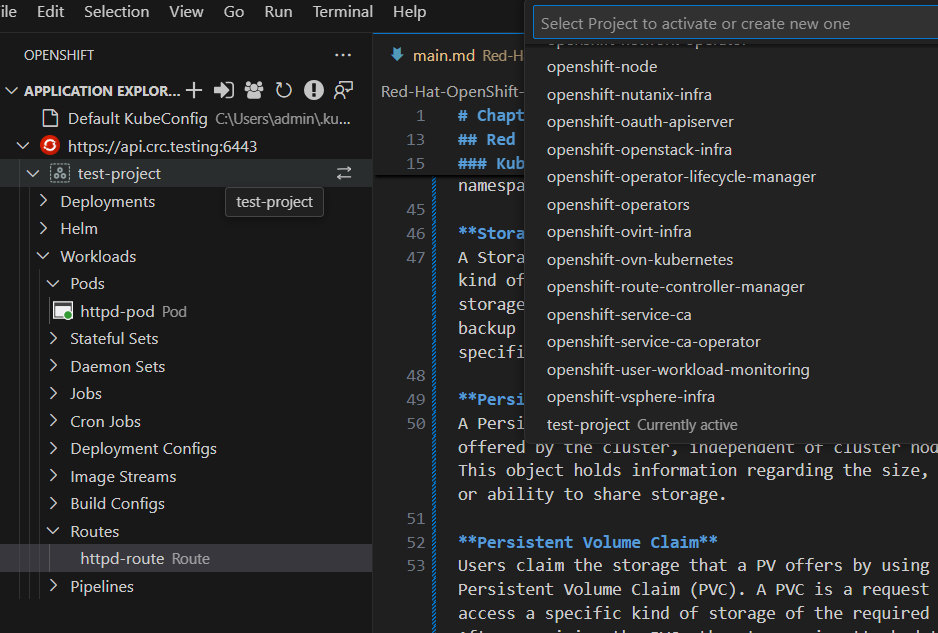 ile Edit Selection View Go Run Terminal Help
Select Project to activate or create new one
OPENSHIFT
APPLICATION EXPLOR...
Default KubeConfig C:\Users\admin\.ku...
https://api.crc.testing:6443
test-project
test-project
Deployments
Helm
Workloads
Pods
httpd-pod Pod
Stateful Sets
Daemon Sets
Jobs
Cron Jobs
Deployment Configs
Image Streams
Build Configs
Routes
httpd-route Route
Pipelines
main.md Red-H
Red-Hat-OpenShift-
1 # Chapt
13 ## Red
15 ### Kub
namespa
45
46 **Stora
47 A Stora
kind of
storage
backup
specifi
48
49 **Persi
50 A Persi
offered by the cluster, independent of cluster nod
This object holds information regarding the size,
or ability to share storage.
51
52 **Persistent Volume Claim**
53 Users claim the storage that a PV offers by using
Persistent Volume Claim (PVC). A PVC is a request
access a specific kind of storage of the required
openshift-network-operator
openshift-node
openshift-nutanix-infra
openshift-oauth-apiserver
openshift-openstack-infra
openshift-operator-lifecycle-manager
openshift-operators
openshift-ovirt-infra
openshift-ovn-kubernetes
openshift-route-controller-manager
openshift-service-ca
openshift-service-ca-operator
openshift-user-workload-monitoring
openshift-vsphere-infra
test-project Currently active